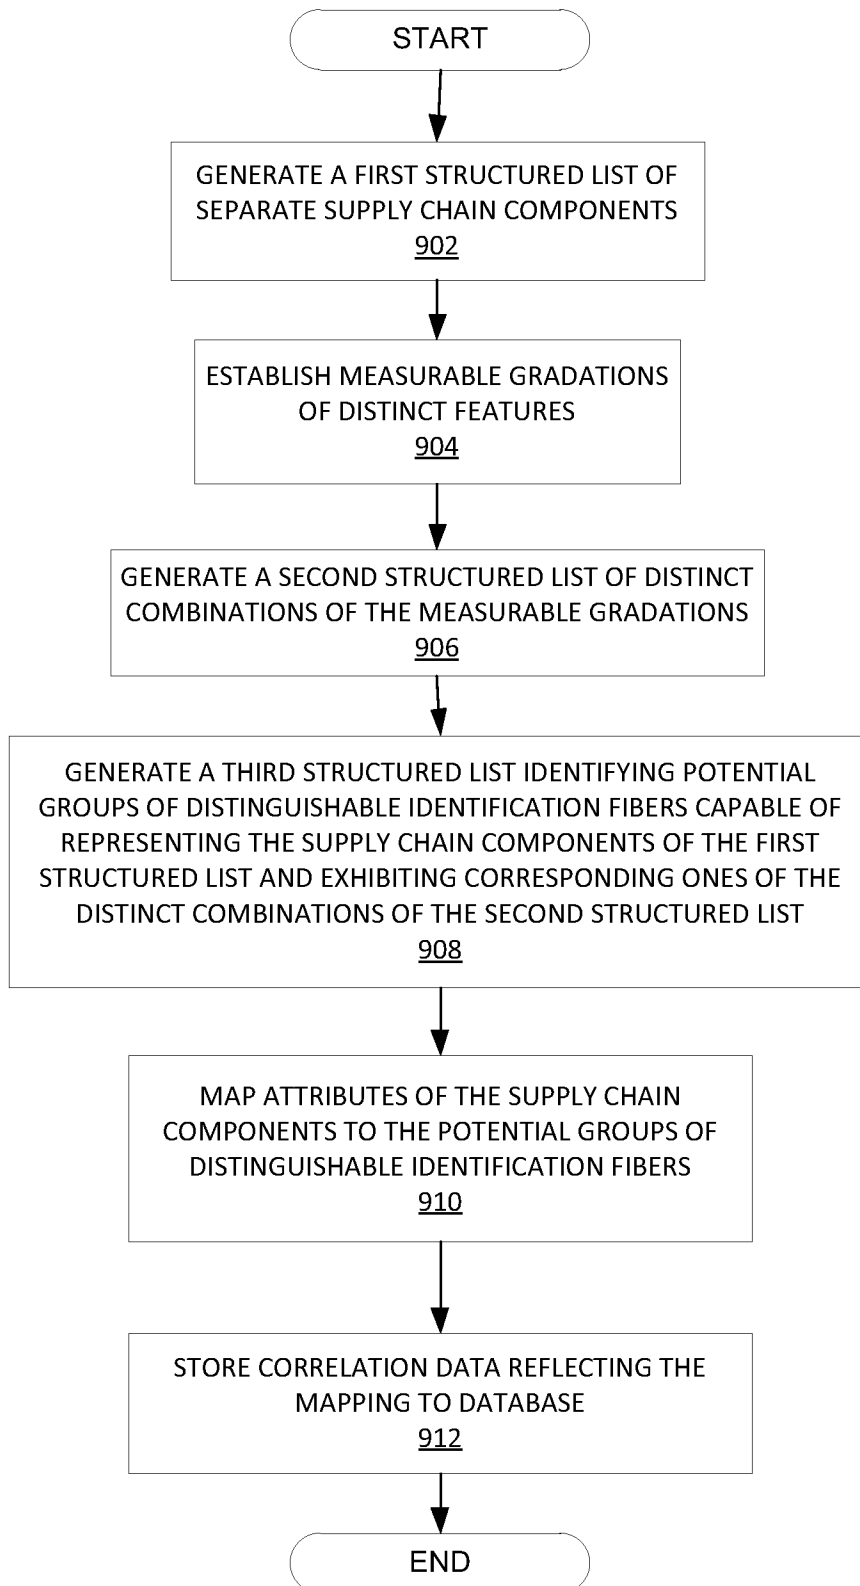 START
GENERATE A FIRST STRUCTURED LIST OF
SEPARATE SUPPLY CHAIN COMPONENTS
902
ESTABLISH MEASURABLE GRADATIONS
OF DISTINCT FEATURES
904
GENERATE A SECOND STRUCTURED LIST OF DISTINCT
COMBINATIONS OF THE MEASURABLE GRADATIONS
906
GENERATE A THIRD STRUCTURED LIST IDENTIFYING POTENTIAL
GROUPS OF DISTINGUISHABLE IDENTIFICATION FIBERS CAPABLE OF
REPRESENTING THE SUPPLY CHAIN COMPONENTS OF THE FIRST
STRUCTURED LIST AND EXHIBITING CORRESPONDING ONES OF THE
DISTINCT COMBINATIONS OF THE SECOND STRUCTURED LIST
908
MAP ATTRIBUTES OF THE SUPPLY CHAIN
COMPONENTS TO THE POTENTIAL GROUPS OF
DISTINGUISHABLE IDENTIFICATION FIBERS
910
STORE CORRELATION DATA REFLECTING THE
MAPPING TO DATABASE
912
END